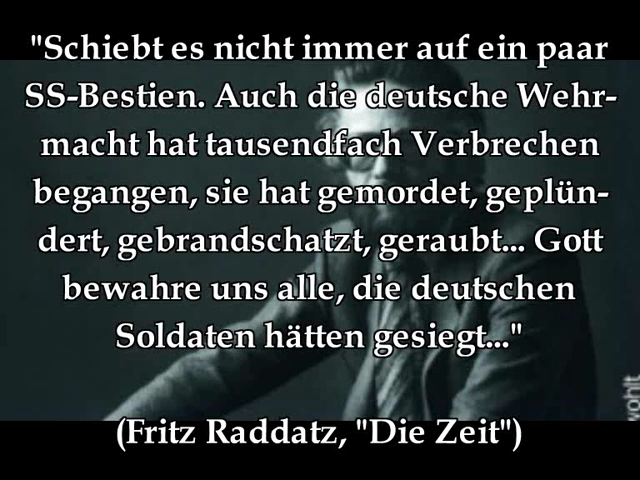 "Schiebt es nicht immer auf ein paar
SS-Bestien. Auch die deutsche Wehr-
macht hat tausendfach Verbrechen
begangen, sie hat gemordet, geplün-
dert, gebrandschatzt, geraubt... Gott
bewahre uns alle, die deutschen
Soldaten hätten gesiegt..."
(Fritz Raddatz, "Die Zeit")